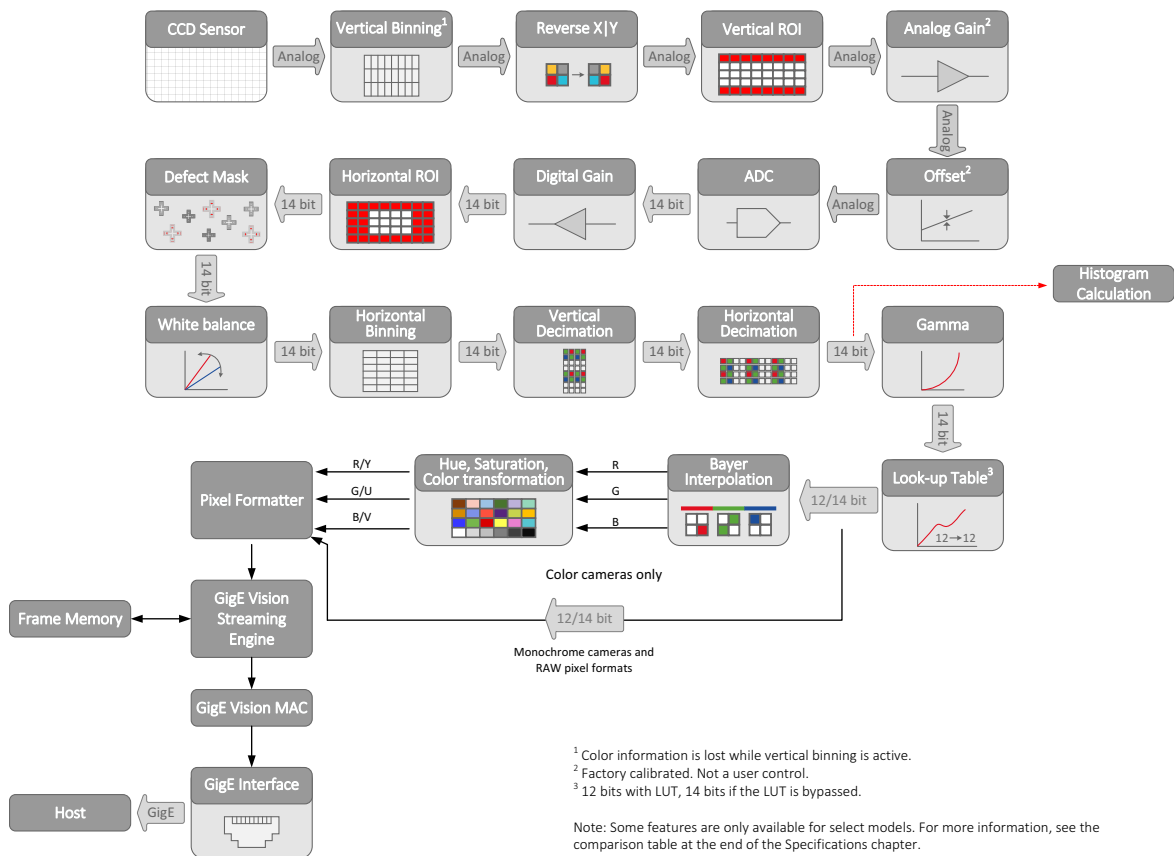 CCD Sensor
Analog
Vertical Binning¹
Analog
Reverse X|Y
Analog
Vertical ROI
Analog
Analog Gain²
Analog
Defect Mask
14 bit
Horizontal ROI
14 bit
Digital Gain
14 bit
ADC
Analog
Offset²
14 bit
Histogram
Calculation
White balance
14 bit
Horizontal
Binning
14 bit
Vertical
Decimation
14 bit
Horizontal
Decimation
14 bit
Gamma
14 bit
Pixel Formatter
R/Y
G/U
B/V
Hue, Saturation,
Color transformation
R
G
B
Bayer
Interpolation
12/14 bit
Look-up Table³
12→12
Color cameras only
Frame Memory
GigE Vision
Streaming
Engine
12/14 bit
Monochrome cameras and
RAW pixel formats
GigE Vision MAC
Host
GigE
GigE Interface
¹ Color information is lost while vertical binning is active.
² Factory calibrated. Not a user control.
³ 12 bits with LUT, 14 bits if the LUT is bypassed.
Note: Some features are only available for select models. For more information, see the
comparison table at the end of the Specifications chapter.